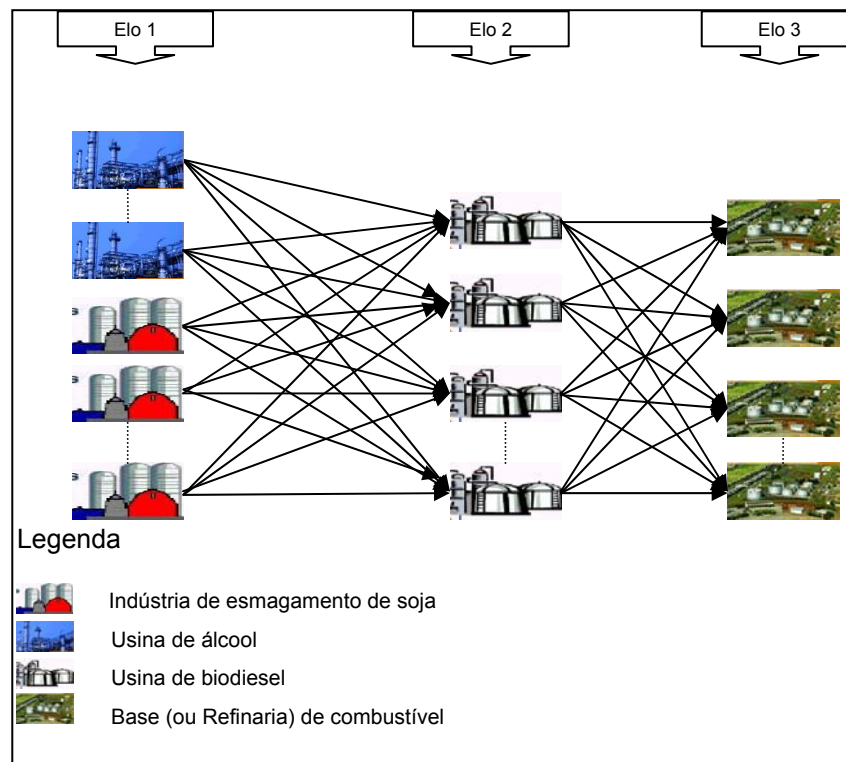 Elo 1
Elo 2
Elo 3
Legenda
Indústria de esmagamento de soja
Usina de álcool
Usina de biodiesel
Base (ou Refinaria) de combustível